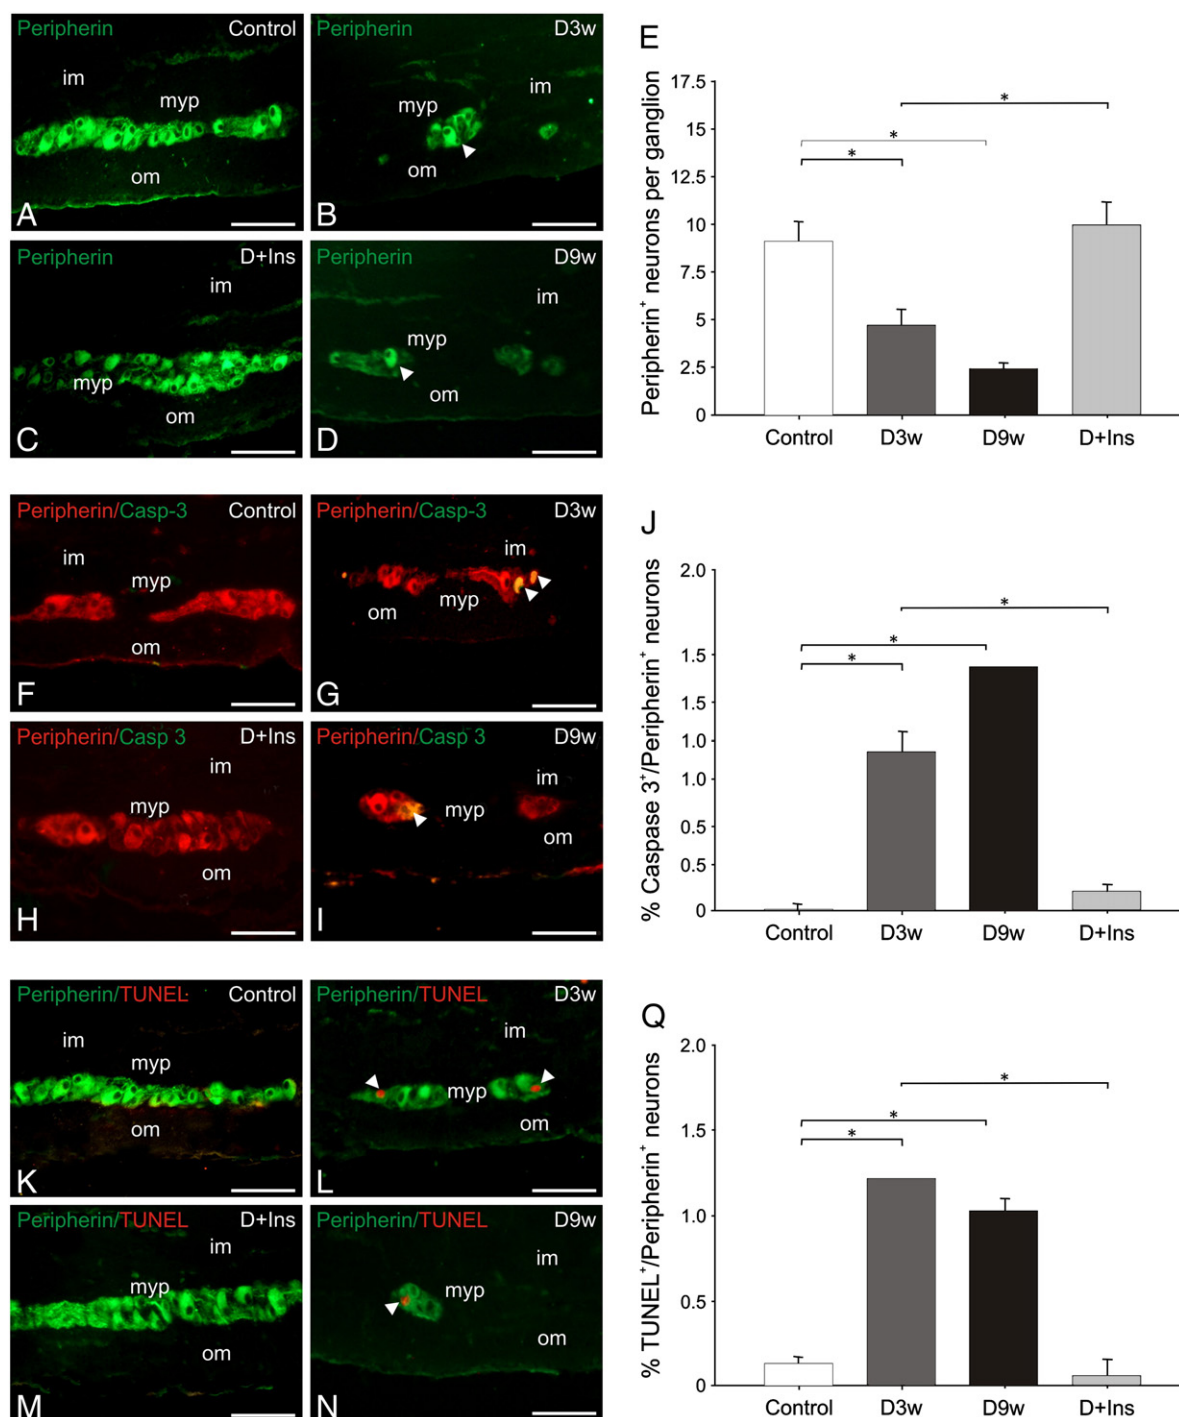 Peripherin Control
im
myp
om
A
Peripherin D3w
im
myp
om
B
Peripherin D+Ins
im
myp
om
C
Peripherin D9w
im
myp
om
D
E
Peripherin⁺ neurons per ganglion
17.5
15
12.5
10
7.5
5
2.5
0
* 
*
*
Control D3w D9w D+Ins
Peripherin/Casp-3 Control
im
myp
om
F
Peripherin/Casp-3 D3w
im
om myp
G
Peripherin/Casp 3 D+Ins
im
myp
om
H
Peripherin/Casp 3 D9w
im
myp
om
I
J
% Caspase 3⁺/Peripherin⁺ neurons
2.0
1.5
1.5
1.0
1.0
0.5
0.5
0
*
*
*
Control D3w D9w D+Ins
Peripherin/TUNEL Control
im
myp
om
K
Peripherin/TUNEL D3w
im
myp
om
L
Peripherin/TUNEL D+Ins
im
myp
om
M
Peripherin/TUNEL D9w
im
myp
om
N
Q
% TUNEL⁺/Peripherin⁺ neurons
2.0
1.5
1.0
0.5
0
*
*
*
Control D3w D9w D+Ins